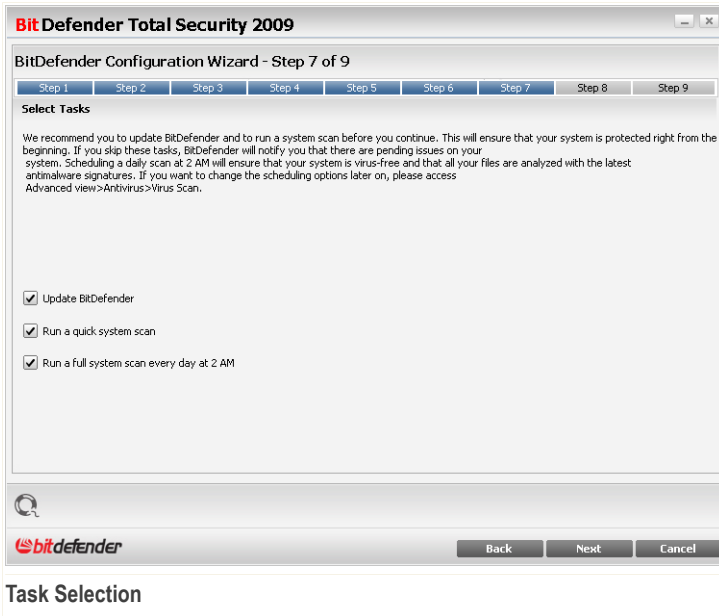 BitDefender Total Security 2009
BitDefender Configuration Wizard - Step 7 of 9
Step 1 Step 2 Step 3 Step 4 Step 5 Step 6 Step 7 Step 8 Step 9
Select Tasks
We recommend you to update BitDefender and to run a system scan before you continue. This will ensure that your system is protected right from the
beginning. If you skip these tasks, BitDefender will notify you that there are pending issues on your
system. Scheduling a daily scan at 2 AM will ensure that your system is virus-free and that all your files are analyzed with the latest
antimalware signatures. If you want to change the scheduling options later on, please access
Advanced view>Antivirus>Virus Scan.
Update BitDefender
Run a quick system scan
Run a full system scan every day at 2 AM
bitdefender
Back Next Cancel
Task Selection